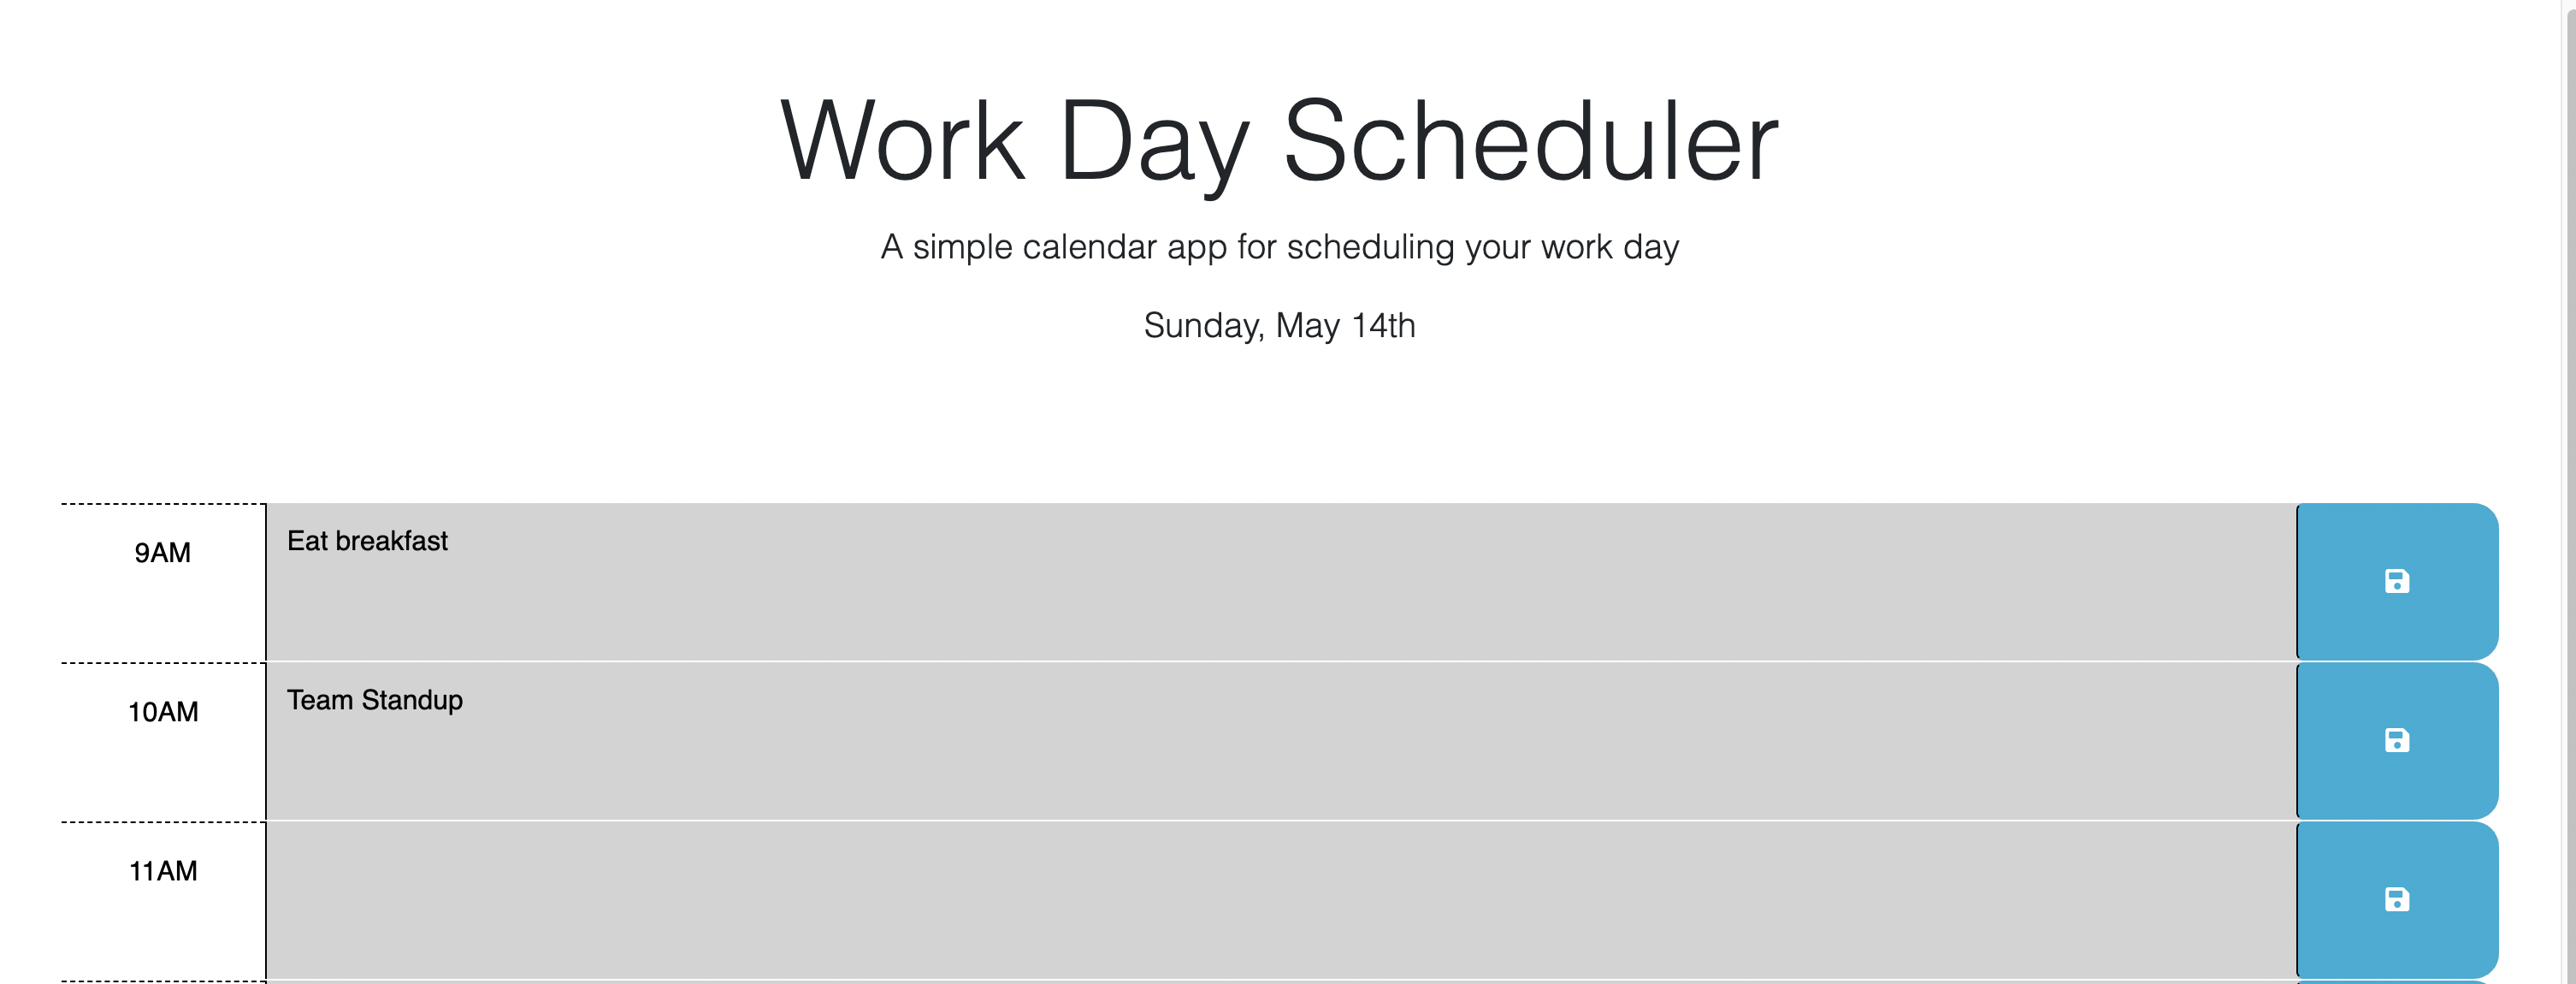 Work Day Scheduler
A simple calendar app for scheduling your work day
Sunday, May 14th
9AM
Eat breakfast
10AM
Team Standup
11AM